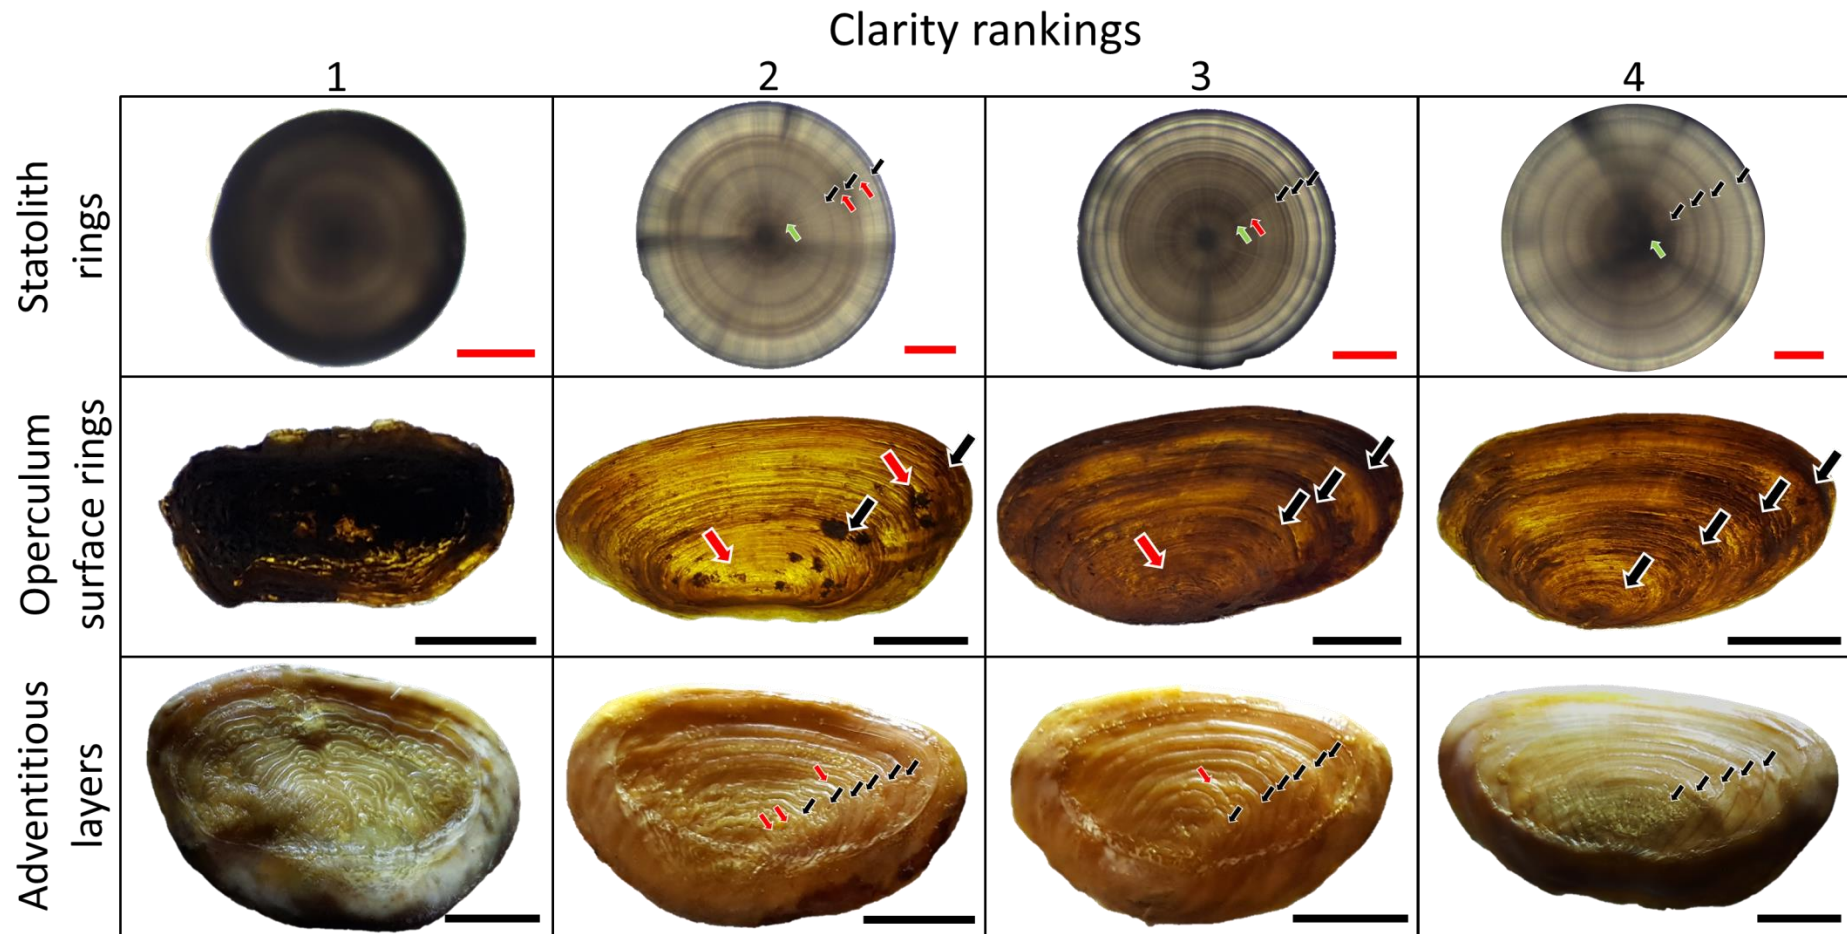 Clarity rankings
1 2 3 4
Statolith
rings
Operculum
surface rings
Adventitious
layers